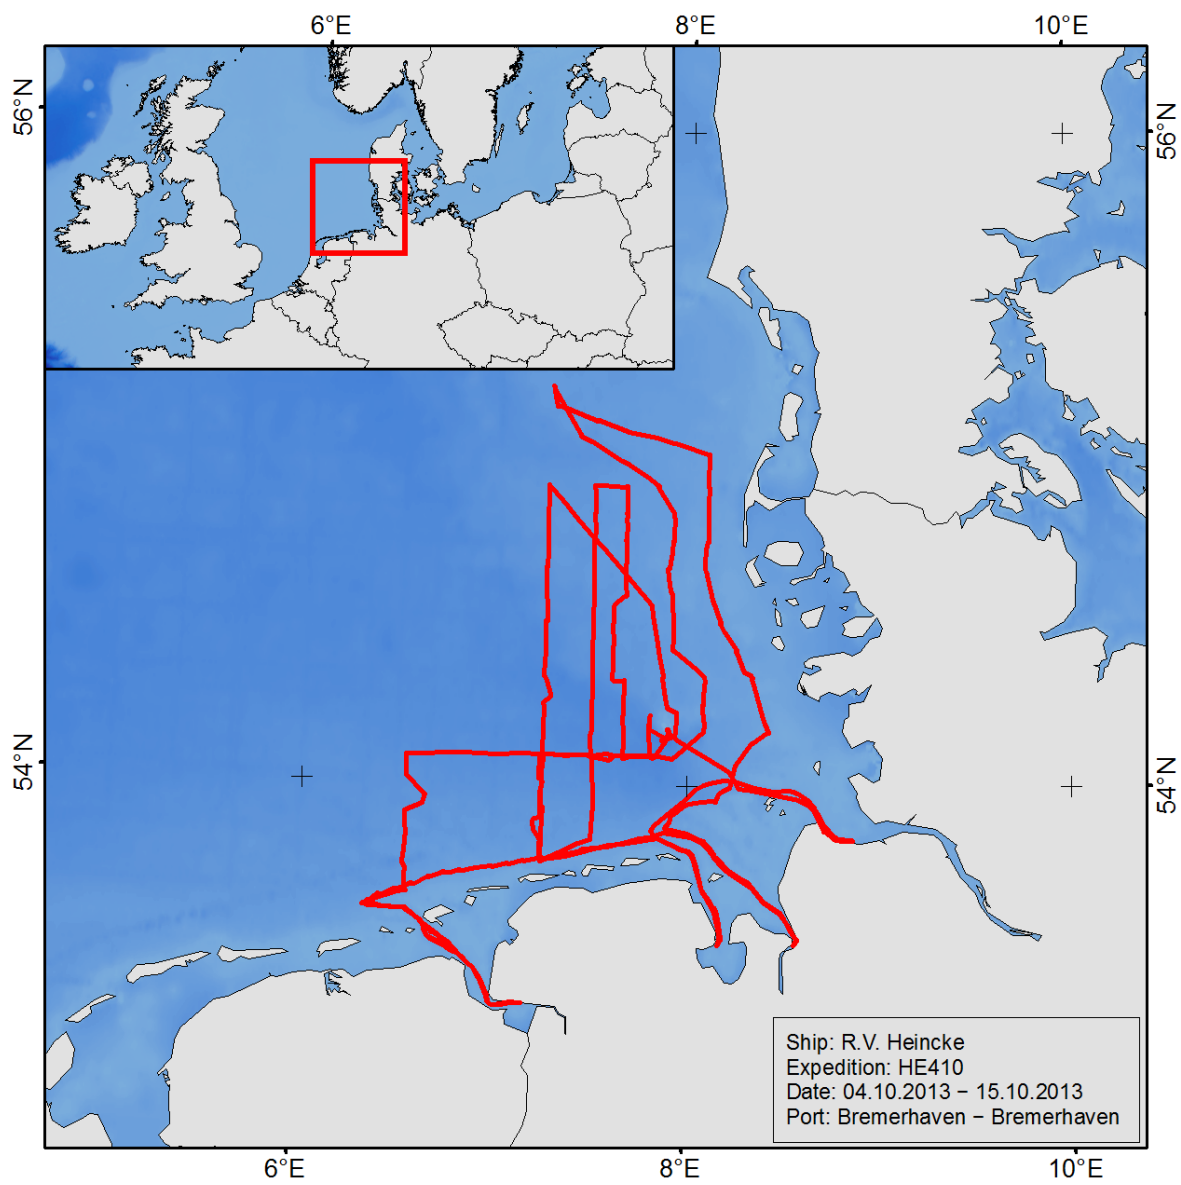 6°E 8°E 10°E
56°N
56°N
54°N
54°N
Ship: R.V. Heincke
Expedition: HE410
Date: 04.10.2013 − 15.10.2013
Port: Bremerhaven − Bremerhaven
6°E 8°E 10°E